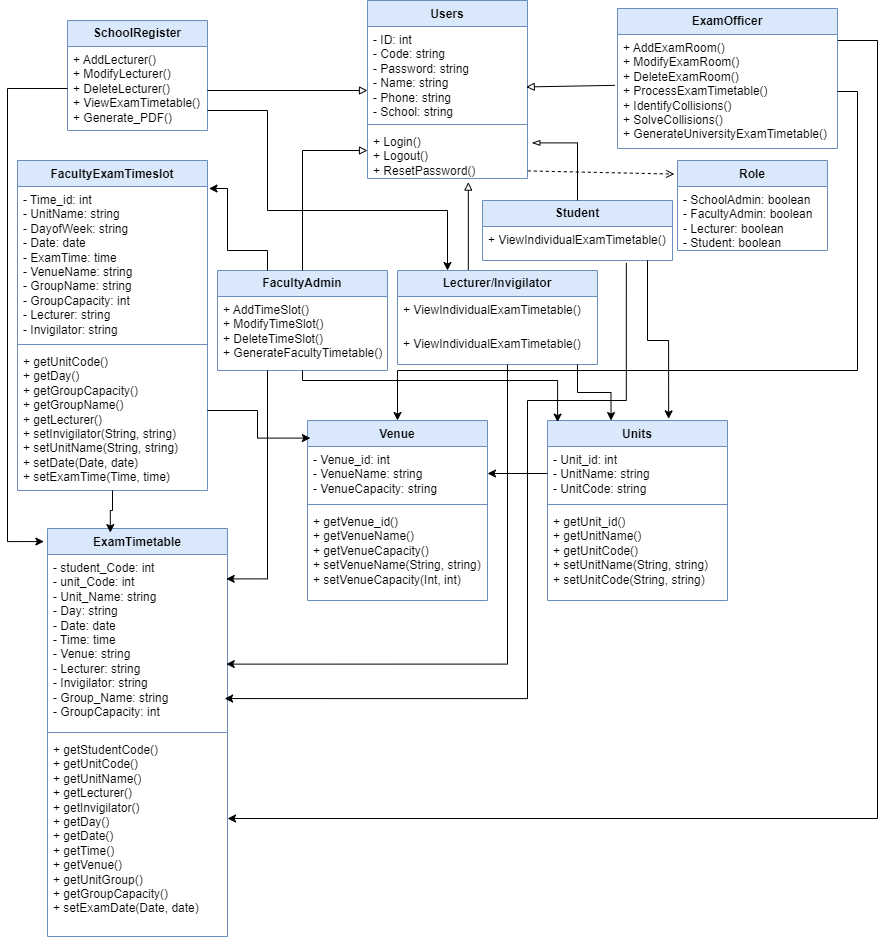 SchoolRegister
+ AddLecturer()
+ ModifyLecturer()
+ DeleteLecturer()
+ ViewExamTimetable()
+ Generate_PDF()
Users
- ID: int
- Code: string
- Password: string
- Name: string
- Phone: string
- School: string
+ Login()
+ Logout()
+ ResetPassword()
ExamOfficer
+ AddExamRoom()
+ ModifyExamRoom()
+ DeleteExamRoom()
+ ProcessExamTimetable()
+ IdentifyCollisions()
+ SolveCollisions()
+ GenerateUniversityExamTimetable()
FacultyExamTimeslot
- Time_id: int
- UnitName: string
- DayofWeek: string
- Date: date
- ExamTime: time
- VenueName: string
- GroupName: string
- GroupCapacity: int
- Lecturer: string
- Invigilator: string
+ getUnitCode()
+ getDay()
+ getGroupCapacity()
+ getGroupName()
+ getLecturer()
+ setInvigilator(String, string)
+ setUnitName(String, string)
+ setDate(Date, date)
+ setExamTime(Time, time)
Role
- SchoolAdmin: boolean
- FacultyAdmin: boolean
- Lecturer: boolean
- Student: boolean
Student
+ ViewIndividualExamTimetable()
FacultyAdmin
+ AddTimeSlot()
+ ModifyTimeSlot()
+ DeleteTimeSlot()
+ GenerateFacultyTimetable()
Lecturer/Invigilator
+ ViewIndividualExamTimetable()
+ ViewIndividualExamTimetable()
Venue
- Venue_id: int
- VenueName: string
- VenueCapacity: string
+ getVenue_id()
+ getVenueName()
+ getVenueCapacity()
+ setVenueName(String, string)
+ setVenueCapacity(Int, int)
Units
- Unit_id: int
- UnitName: string
- UnitCode: string
+ getUnit_id()
+ getUnitName()
+ getUnitCode()
+ setUnitName(String, string)
+ setUnitCode(String, string)
ExamTimetable
- student_Code: int
- unit_Code: int
- Unit_Name: string
- Day: string
- Date: date
- Time: time
- Venue: string
- Lecturer: string
- Invigilator: string
- Group_Name: string
- GroupCapacity: int
+ getStudentCode()
+ getUnitCode()
+ getUnitName()
+ getLecturer()
+ getInvigilator()
+ getDay()
+ getDate()
+ getTime()
+ getVenue()
+ getUnitGroup()
+ getGroupCapacity()
+ setExamDate(Date, date)